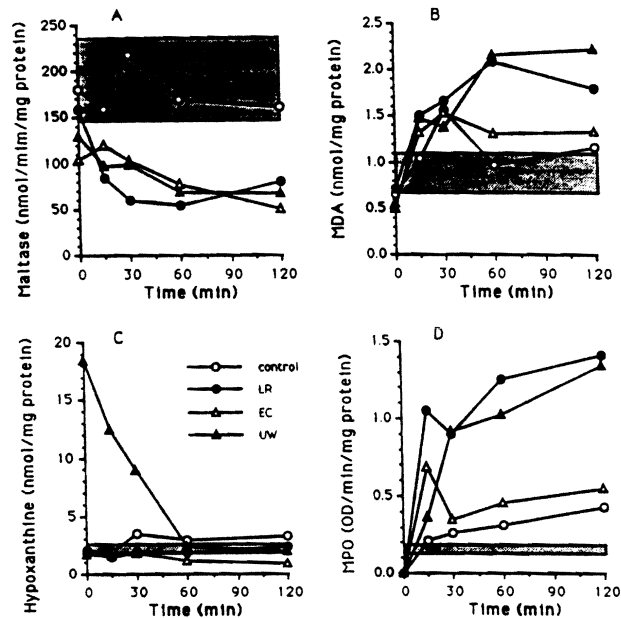 A
Maltase (nmol/mlm/mg protein)
250
200
150
100
50
0
0 30 60 90 120
Time (min)
B
MDA (nmol/mg protein)
2.5
2.0
1.5
1.0
0.5
0.0
0 30 60 90 120
Time (min)
C
Hypoxanthine (nmol/mg protein)
20
15
10
5
0
control
LR
EC
UW
0 30 60 90 120
Time (min)
D
MPO (OD/min/mg protein)
1.5
1.0
0.5
0.0
0 30 60 90 120
Time (min)